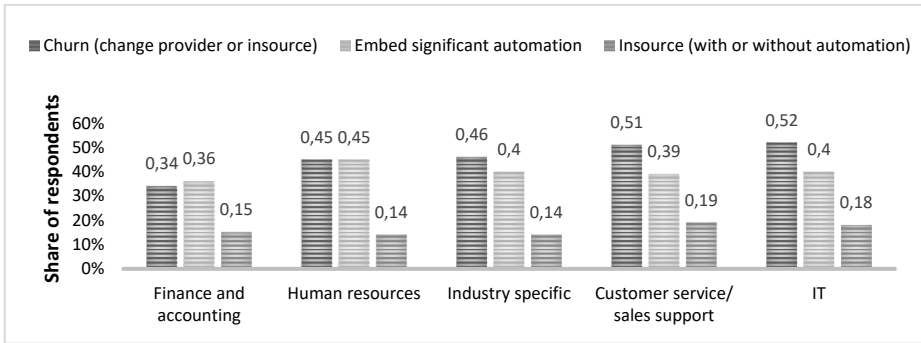 Churn (change provider or insource) Embed significant automation Insource (with or without automation)
Share of respondents
60%
50%
40%
30%
20%
10%
0%
0,34 0,36 0,15
0,45 0,45 0,14
0,46 0,4 0,14
0,51 0,39 0,19
0,52 0,4 0,18
Finance and
accounting
Human resources
Industry specific
Customer service/
sales support
IT